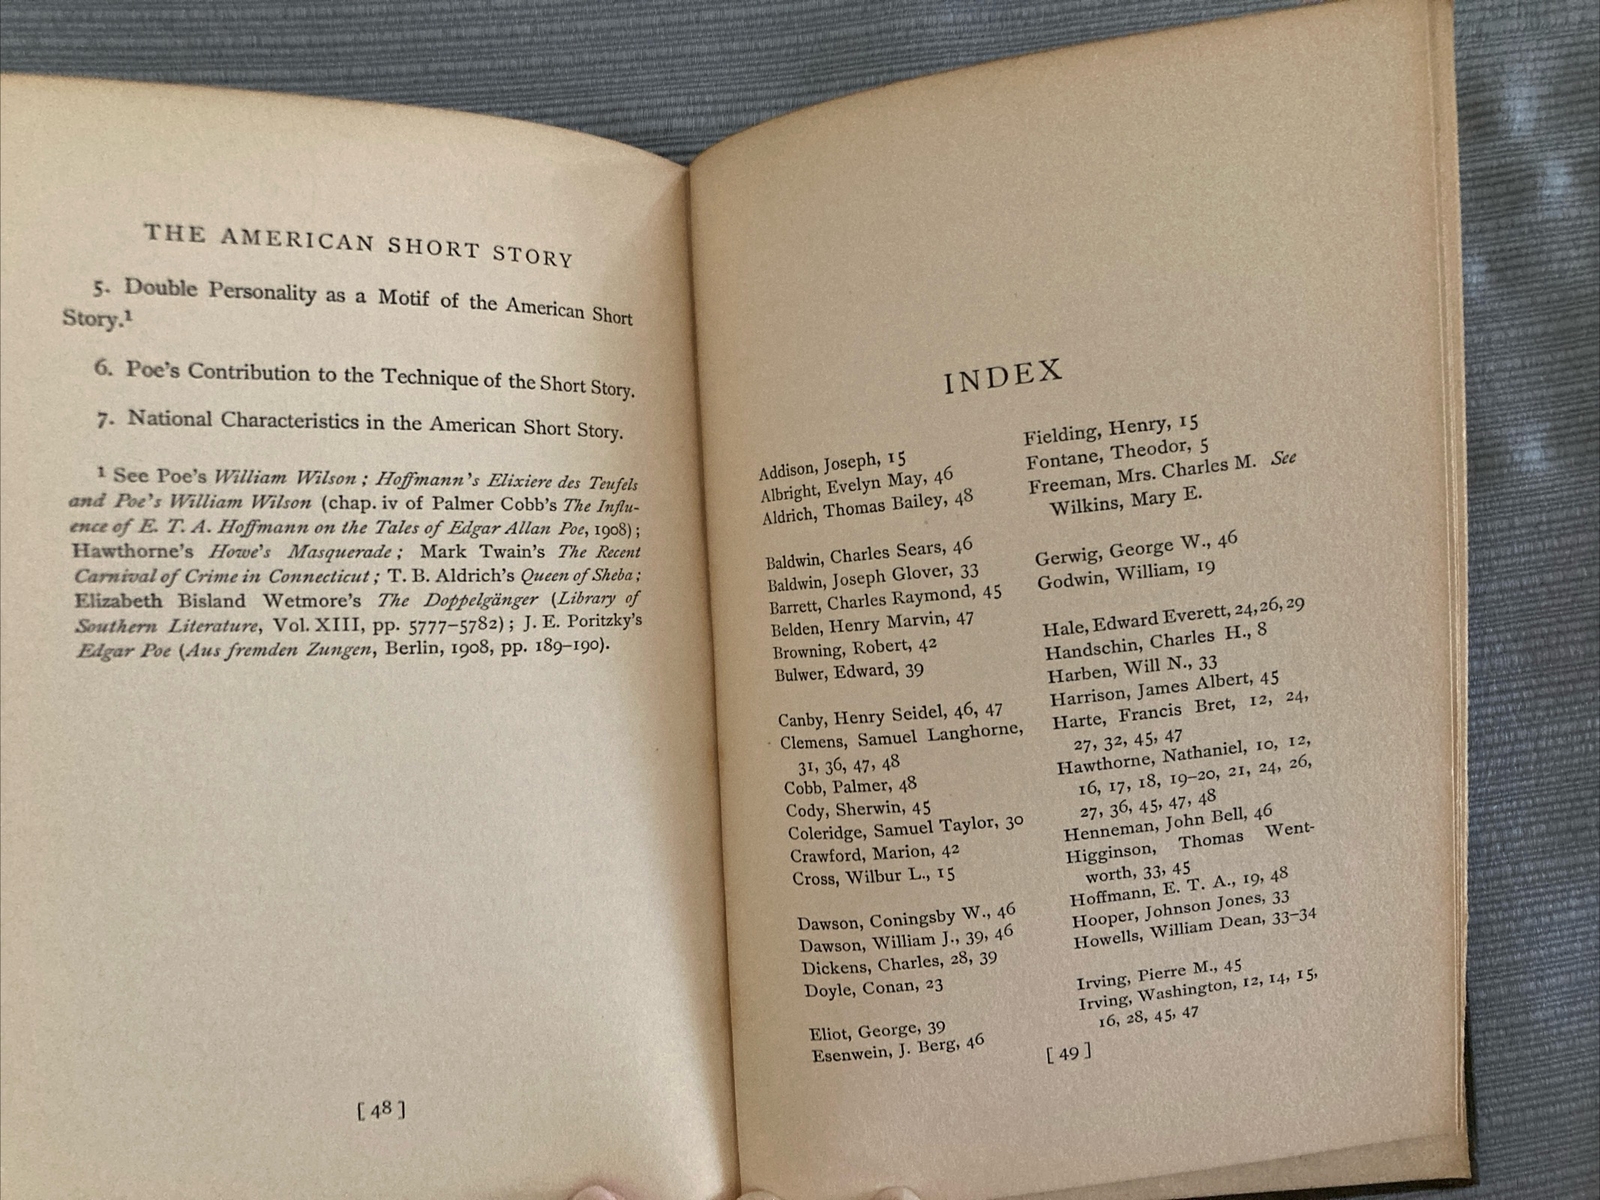 THE AMERICAN SHORT STORY
5. Double Personality as a Motif of the American Short
Story.¹
6. Poe's Contribution to the Technique of the Short Story.
7. National Characteristics in the American Short Story.
¹ See Poe's William Wilson; Hoffmann's Elixiere des Teufels
and Poe's William Wilson (chap. iv of Palmer Cobb's The Influ-
ence of E. T. A. Hoffmann on the Tales of Edgar Allan Poe, 1908);
Hawthorne's Howe's Masquerade; Mark Twain's The Recent
Carnival of Crime in Connecticut; T. B. Aldrich's Queen of Sheba;
Elizabeth Bisland Wetmore's The Doppelgänger (Library of
Southern Literature, Vol. XIII, pp. 5777–5782); J. E. Poritzky's
Edgar Poe (Aus fremden Zungen, Berlin, 1908, pp. 189–190).
[48]
INDEX
Addison, Joseph, 15
Albright, Evelyn May, 46
Aldrich, Thomas Bailey, 48
Baldwin, Charles Sears, 46
Baldwin, Joseph Glover, 33
Barrett, Charles Raymond, 45
Belden, Henry Marvin, 47
Browning, Robert, 42
Bulwer, Edward, 39
Canby, Henry Seidel, 46, 47
Clemens, Samuel Langhorne,
31, 36, 47, 48
Cobb, Palmer, 48
Cody, Sherwin, 45
Coleridge, Samuel Taylor, 30
Crawford, Marion, 42
Cross, Wilbur L., 15
Dawson, Coningsby W., 46
Dawson, William J., 39, 46
Dickens, Charles, 28, 39
Doyle, Conan, 23
Eliot, George, 39
Esenwein, J. Berg, 46
Fielding, Henry, 15
Fontane, Theodor, 5
Freeman, Mrs. Charles M. See
Wilkins, Mary E.
Gerwig, George W., 46
Godwin, William, 19
Hale, Edward Everett, 24, 26, 29
Handschin, Charles H., 8
Harben, Will N., 33
Harrison, James Albert, 45
Harte, Francis Bret, 12, 24,
27, 32, 45, 47
Hawthorne, Nathaniel, 10, 12,
16, 17, 18, 19–20, 21, 24, 26,
27, 36, 45, 47, 48
Henneman, John Bell, 46
Higginson, Thomas Went-
worth, 33, 45
Hoffmann, E. T. A., 19, 48
Hooper, Johnson Jones, 33
Howells, William Dean, 33–34
Irving, Pierre M., 45
Irving, Washington, 12, 14, 15,
16, 28, 45, 47
[49]